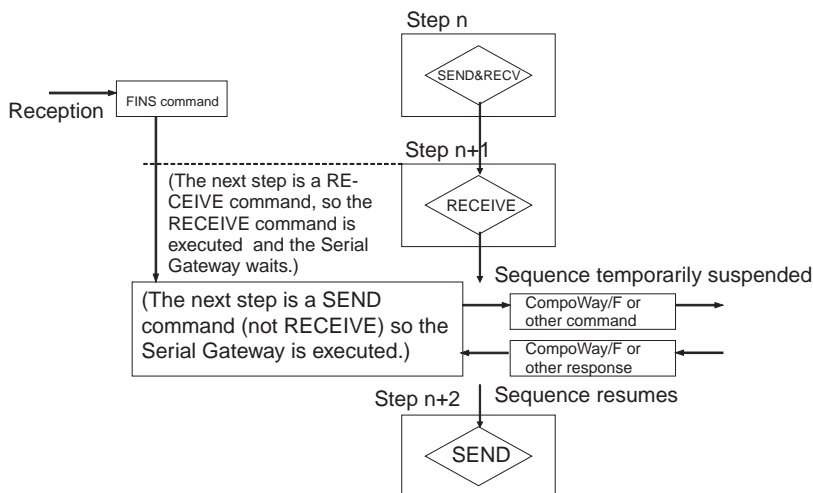 Step n
SEND&RECV
Reception
FINS command
Step n+1
(The next step is a RE-
CEIVE command, so the
RECEIVE command is
executed and the Serial
Gateway waits.)
RECEIVE
Sequence temporarily suspended
(The next step is a SEND
command (not RECEIVE) so the
Serial Gateway is executed.)
CompoWay/F or
other command
CompoWay/F or
other response
Step n+2
Sequence resumes
SEND